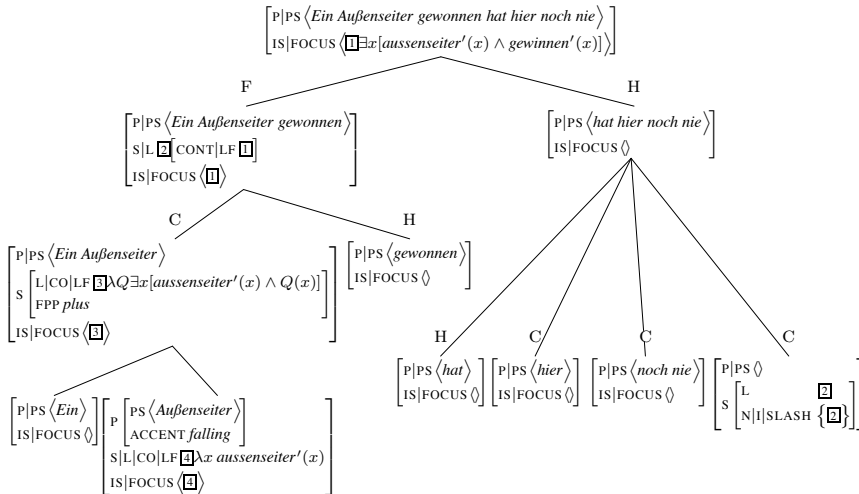 P|PS ⟨Ein Außenseiter gewonnen hat hier noch nie⟩
IS|FOCUS ⟨1∃x[aussenseiter′(x) ∧ gewinnen′(x)]⟩
F H
P|PS ⟨Ein Außenseiter gewonnen⟩
S|L 2[CONT|LF 1]
IS|FOCUS ⟨1⟩
P|PS ⟨hat hier noch nie⟩
IS|FOCUS ⟨⟩
C H
P|PS ⟨Ein Außenseiter⟩
S [L|CO|LF 3λQ∃x[aussenseiter′(x) ∧ Q(x)]
FPP plus]
IS|FOCUS ⟨3⟩
P|PS ⟨gewonnen⟩
IS|FOCUS ⟨⟩
H C C C
P|PS ⟨hat⟩
IS|FOCUS ⟨⟩
P|PS ⟨hier⟩
IS|FOCUS ⟨⟩
P|PS ⟨noch nie⟩
IS|FOCUS ⟨⟩
P|PS ⟨⟩
S [L 2
N|I|SLASH {2}]
P|PS ⟨Ein⟩
IS|FOCUS ⟨⟩
P [PS ⟨Außenseiter⟩
ACCENT falling]
S|L|CO|LF 4λx aussenseiter′(x)
IS|FOCUS ⟨4⟩